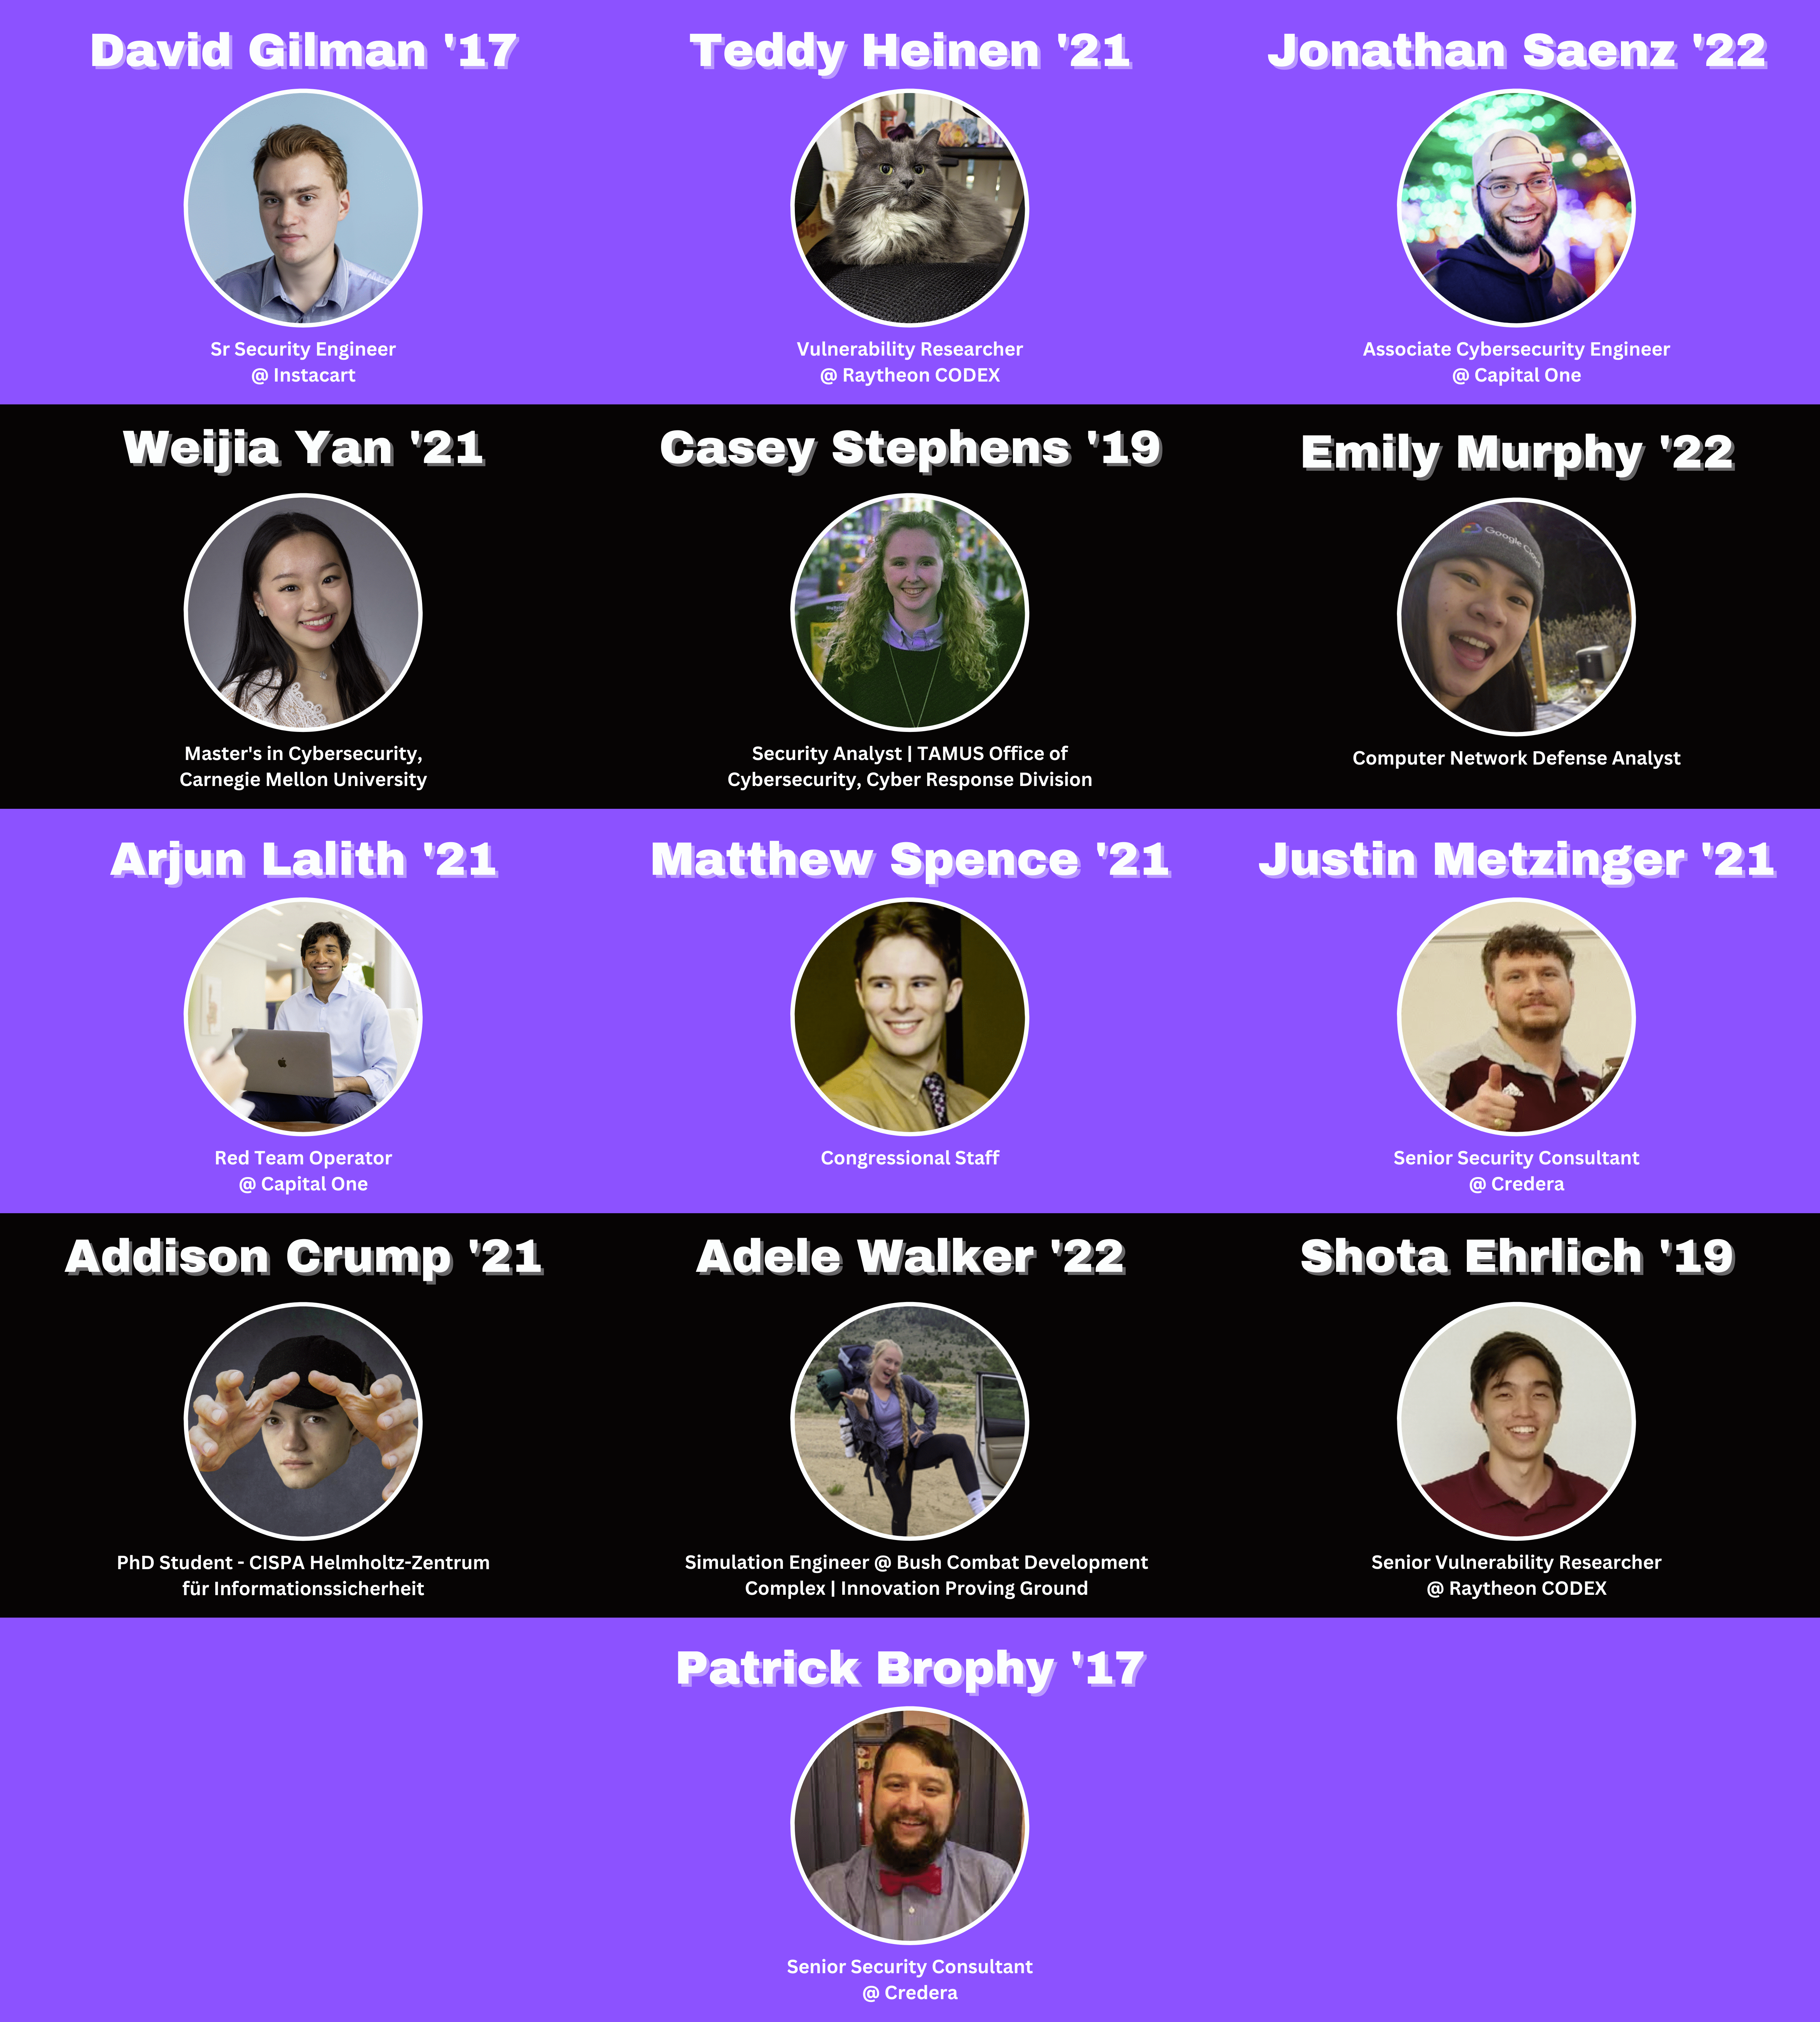 David Gilman '17
Sr Security Engineer
@ Instacart
Teddy Heinen '21
Vulnerability Researcher
@ Raytheon CODEX
Jonathan Saenz '22
Associate Cybersecurity Engineer
@ Capital One
Weijia Yan '21
Master's in Cybersecurity,
Carnegie Mellon University
Casey Stephens '19
Security Analyst | TAMUS Office of
Cybersecurity, Cyber Response Division
Emily Murphy '22
Google Cloud
Computer Network Defense Analyst
Arjun Lalith '21
Red Team Operator
@ Capital One
Matthew Spence '21
Congressional Staff
Justin Metzinger '21
Senior Security Consultant
@ Credera
Addison Crump '21
PhD Student - CISPA Helmholtz-Zentrum
für Informationssicherheit
Adele Walker '22
Simulation Engineer @ Bush Combat Development
Complex | Innovation Proving Ground
Shota Ehrlich '19
Senior Vulnerability Researcher
@ Raytheon CODEX
Patrick Brophy '17
Senior Security Consultant
@ Credera